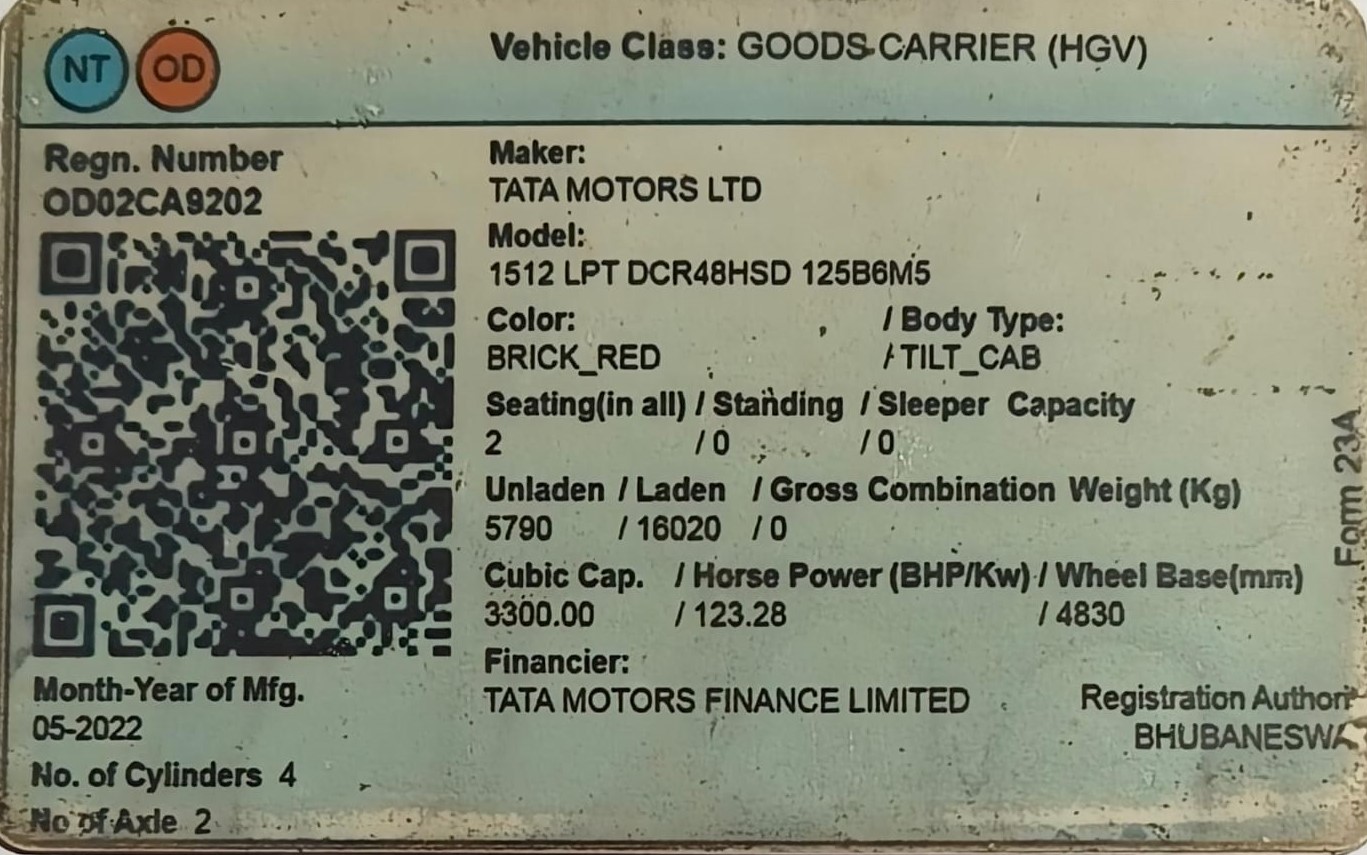 NT OD
Vehicle Class: GOODS CARRIER (HGV)
Regn. Number
OD02CA9202
Maker:
TATA MOTORS LTD
Model:
1512 LPT DCR48HSD 125B6M5
Color: / Body Type:
BRICK_RED / TILT_CAB
Seating(in all) / Standing / Sleeper Capacity
2 / 0 / 0
Unladen / Laden / Gross Combination Weight (Kg)
5790 / 16020 / 0
Cubic Cap. / Horse Power (BHP/Kw) / Wheel Base(mm)
3300.00 / 123.28 / 4830
Financier:
TATA MOTORS FINANCE LIMITED
Month-Year of Mfg.
05-2022
No. of Cylinders 4
No of Axle 2
Registration Authori
BHUBANESWA
Form 23A